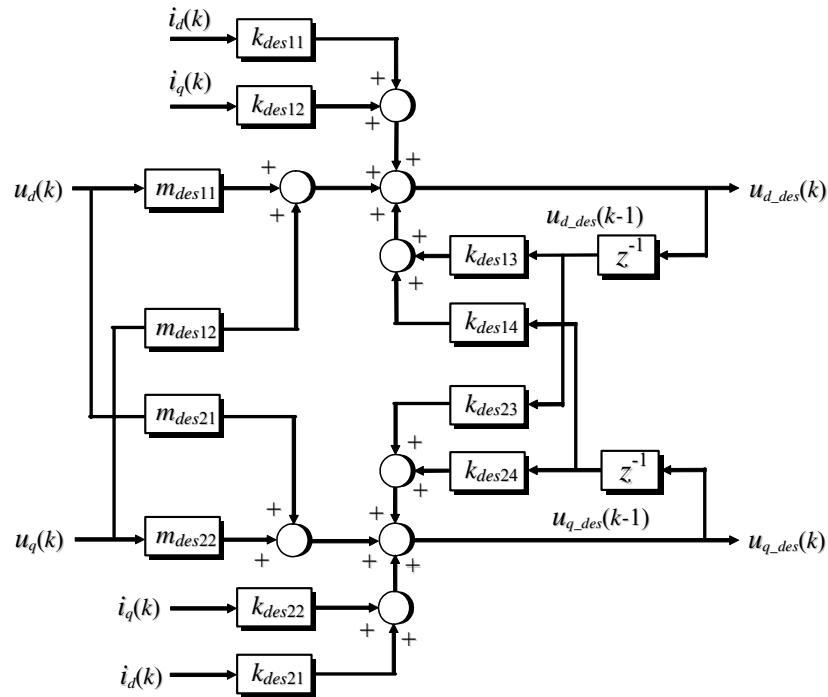 i_d(k) k_des11
i_q(k) k_des12
+
+
+ + +
u_d(k) m_des11 u_d_des(k)
+ +
u_d_des(k-1)
+ k_des13 z^-1
+
m_des12 k_des14
m_des21 k_des23
+
k_des24 z^-1
+
+ + +
u_q_des(k-1)
u_q(k) m_des22 u_q_des(k)
+ + +
i_q(k) k_des22
+ +
i_d(k) k_des21